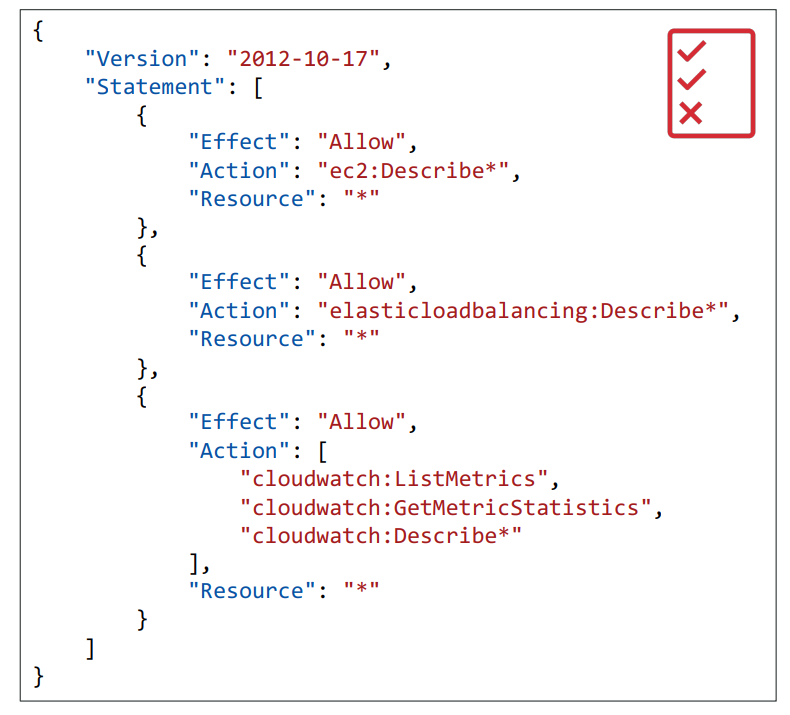 {
    "Version": "2012-10-17",
    "Statement": [
        {
            "Effect": "Allow",
            "Action": "ec2:Describe*",
            "Resource": "*"
        },
        {
            "Effect": "Allow",
            "Action": "elasticloadbalancing:Describe*",
            "Resource": "*"
        },
        {
            "Effect": "Allow",
            "Action": [
                "cloudwatch:ListMetrics",
                "cloudwatch:GetMetricStatistics",
                "cloudwatch:Describe*"
            ],
            "Resource": "*"
        }
    ]
}